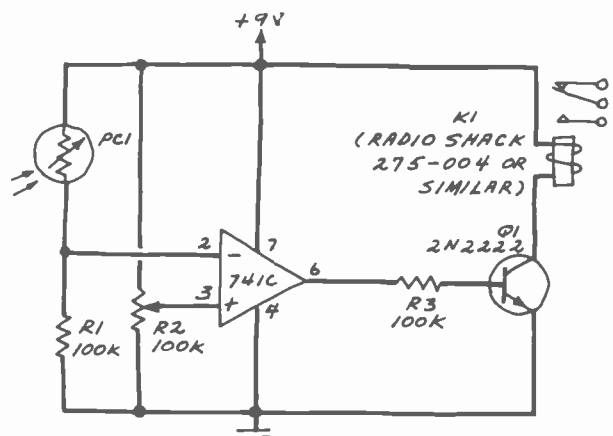 +9V
PC1
K1
(RADIO SHACK
275-004 OR
SIMILAR)
Q1
2N2222
2
-
7
741C
6
3
+
4
R1
100K
R2
100K
R3
100K